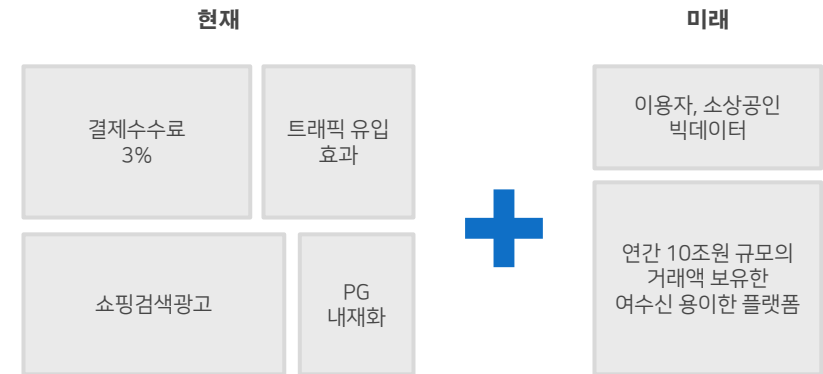 현재
결제수수료
3%
트래픽 유입
효과
쇼핑검색광고
PG
내재화
미래
이용자, 소상공인
빅데이터
연간 10조원 규모의
거래액 보유한
여수신 용이한 플랫폼